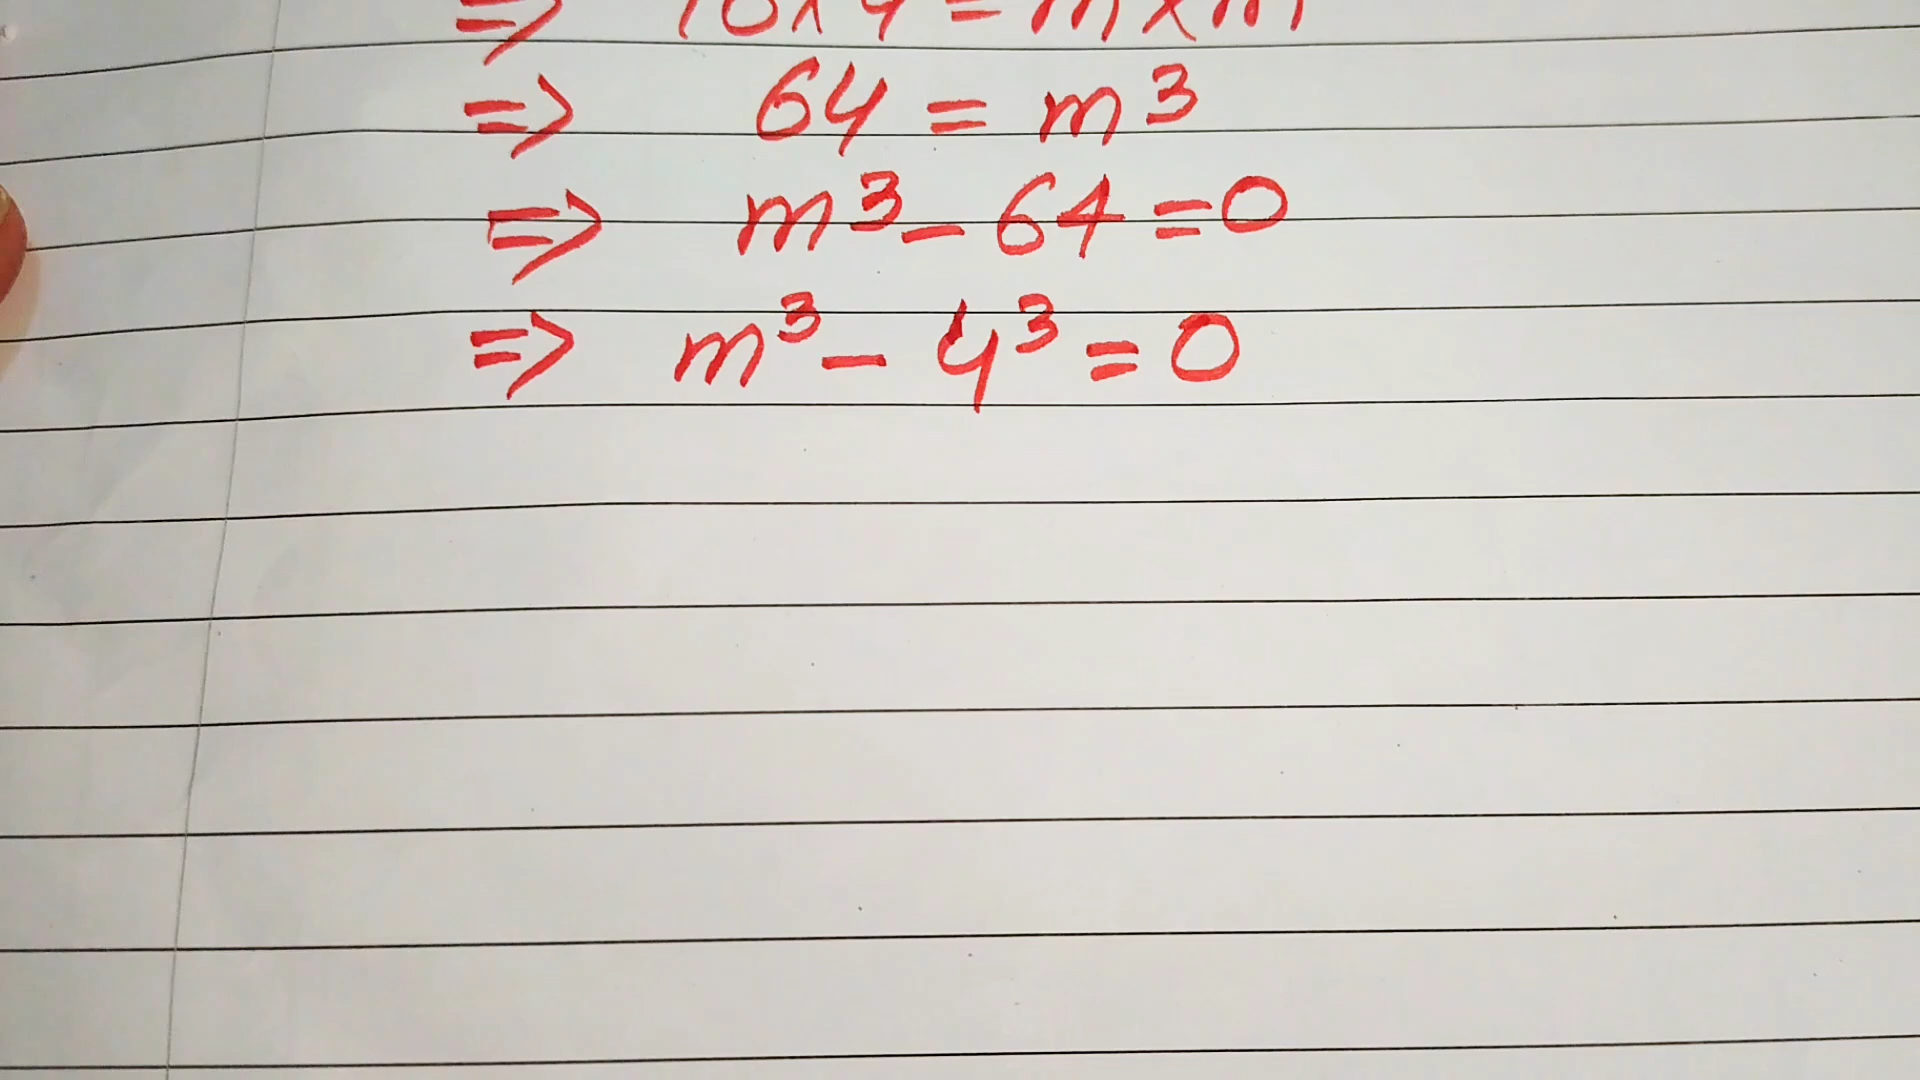 => 64 = m³
=> m³ - 64 = 0
=> m³ - 4³ = 0